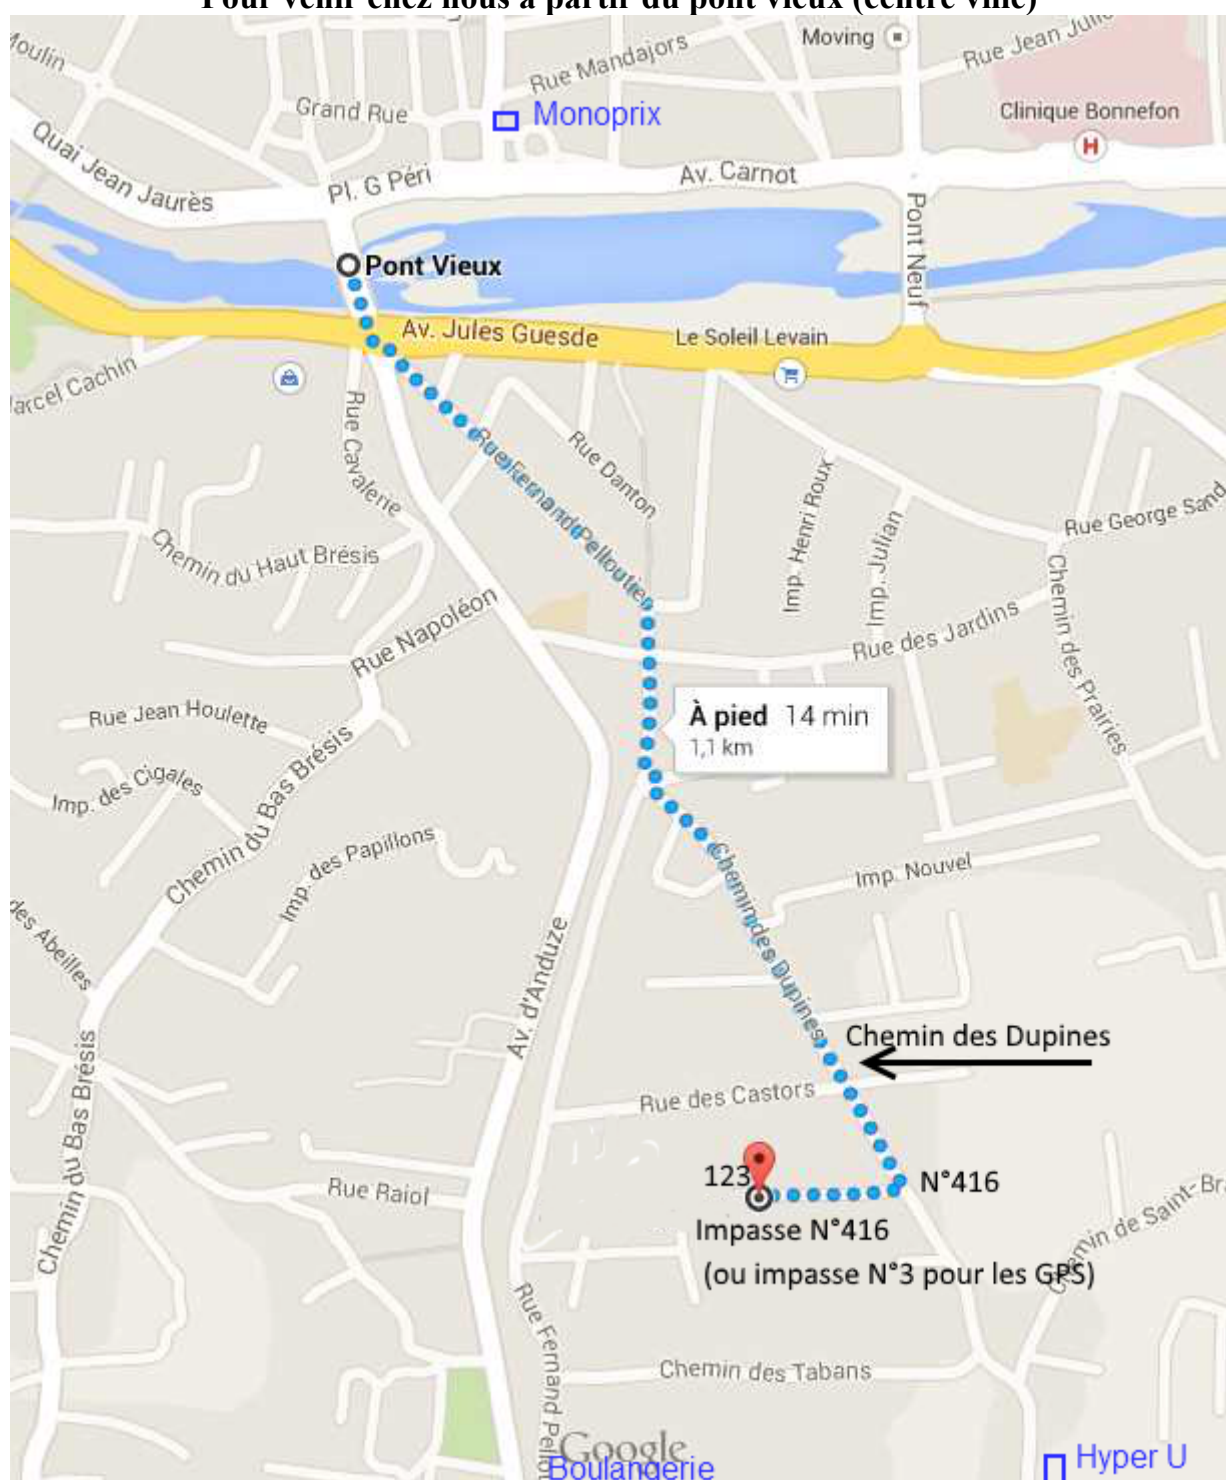 Pour venir chez nous à partir du pont vieux (centre ville)
Moulin
Rue Mandajors
Moving
Rue Jean Julie
Grand Rue
Monoprix
Clinique Bonnefon
H
Quai Jean Jaurès
Pl. G Péri
Av. Carnot
Pont Neuf
Pont Vieux
Av. Jules Guesde
Le Soleil Levain
arcel Cachin
Rue Cavalerie
Rue Fernand Pelloutier
Rue Danton
Imp. Henri Roux
Imp. Julian
Rue George Sand
Chemin du Haut Brésis
Chemin des Prairies
Rue Napoléon
Rue des Jardins
Rue Jean Houlette
À pied 14 min
1,1 km
Imp. des Cigales
Chemin du Bas Brésis
Imp. des Papillons
Imp. Nouvel
Chemin des Dupines
des Abeilles
Av. d'Anduze
Chemin des Dupines
Chemin du Bas Brésis
Rue des Castors
123
N°416
Rue Raiol
Impasse N°416
Chemin de Saint-Br
(ou impasse N°3 pour les GPS)
Rue Fernand Pellou
Chemin des Tabans
Google
Boulangerie
Hyper U